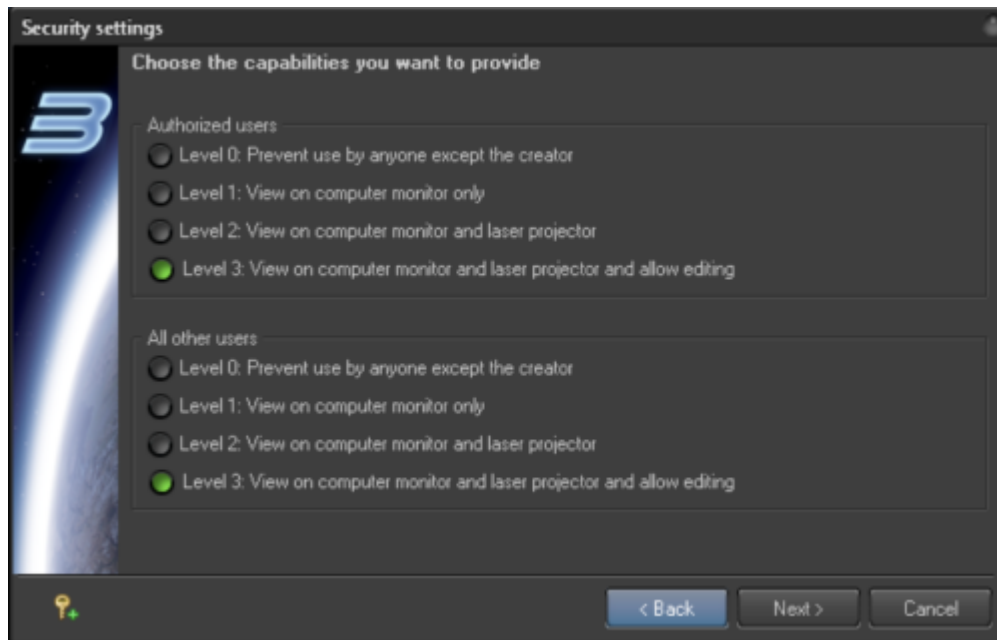 Security settings
Choose the capabilities you want to provide
3
Authorized users
Level 0: Prevent use by anyone except the creator
Level 1: View on computer monitor only
Level 2: View on computer monitor and laser projector
Level 3: View on computer monitor and laser projector and allow editing
All other users
Level 0: Prevent use by anyone except the creator
Level 1: View on computer monitor only
Level 2: View on computer monitor and laser projector
Level 3: View on computer monitor and laser projector and allow editing
< Back Next > Cancel